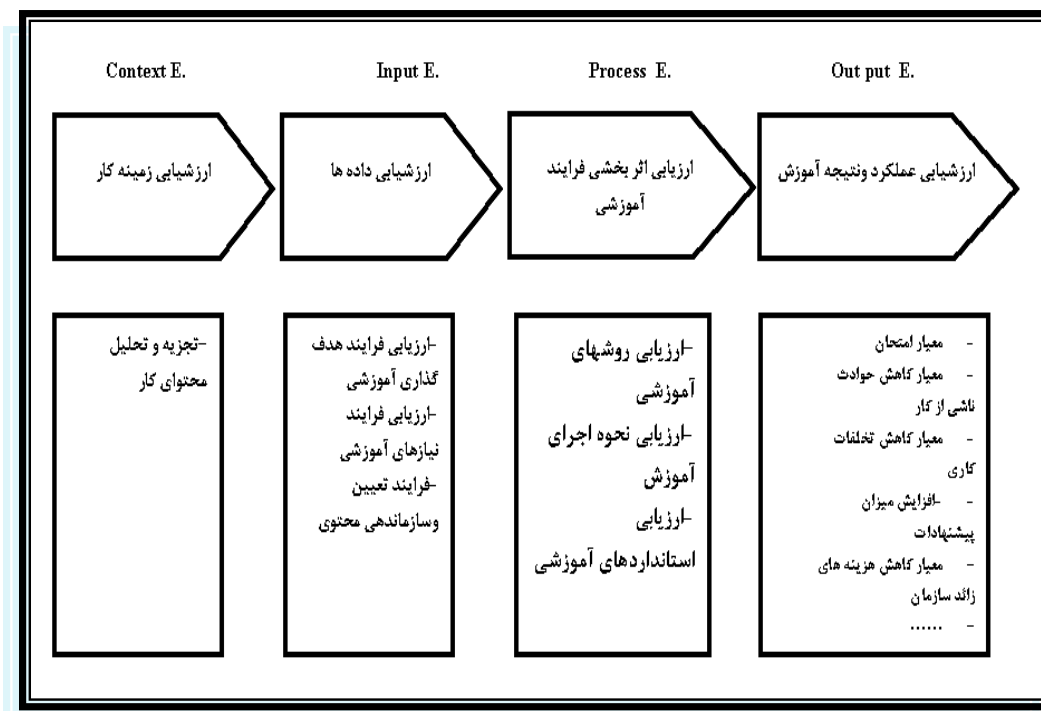 Context E.
Input E.
Process E.
Out put E.
ارزشیابی زمینه کار
ارزشیابی داده ها
ارزیابی اثر بخشی فرایند
آموزشی
ارزشیابی عملکرد ونتیجه آموزش
-تجزیه و تحلیل
محتوای کار
-ارزیابی فرایند هدف
گذاری آموزشی
-ارزیابی فرایند
نیازهای آموزشی
-فرایند تعیین
وسازماندهی محتوی
-ارزیابی روشهای
آموزشی
-ارزیابی نحوه اجرای
آموزش
-ارزیابی
استانداردهای آموزشی
- معیار امتحان
- معیار کاهش حوادث
ناشی از کار
- معیار کاهش تخلفات
کاری
- -افزایش میزان
پیشنهادات
- معیار کاهش هزینه های
زائد سازمان
- ......